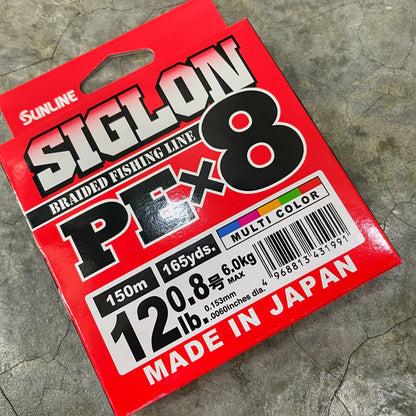 SUNLINE
SIGLON
BRAIDED FISHING LINE
PE×8
MULTI COLOR
150m 165yds.
12lb. 0.8号 6.0kg MAX
0.153mm
.0060inches dia.
4 968813 431991
MADE IN JAPAN